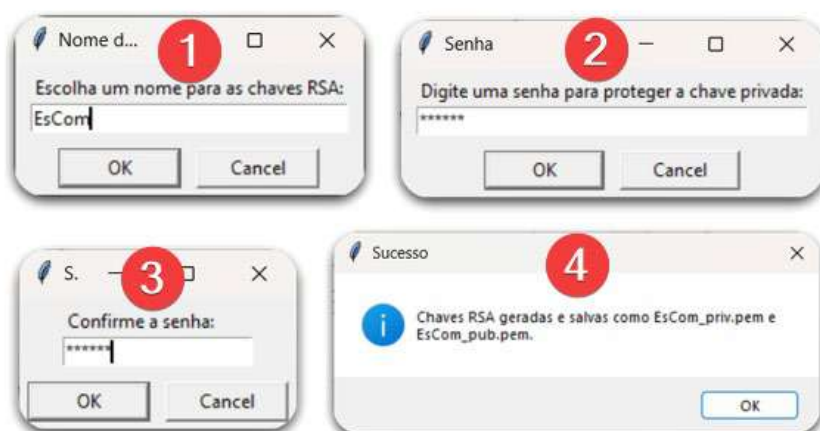 Nome d...
1
Escolha um nome para as chaves RSA:
EsCom
OK Cancel
Senha
2
Digite uma senha para proteger a chave privada:
******
OK Cancel
S.
3
Confirme a senha:
******
OK Cancel
Sucesso
4
i
Chaves RSA geradas e salvas como EsCom_priv.pem e
EsCom_pub.pem.
OK